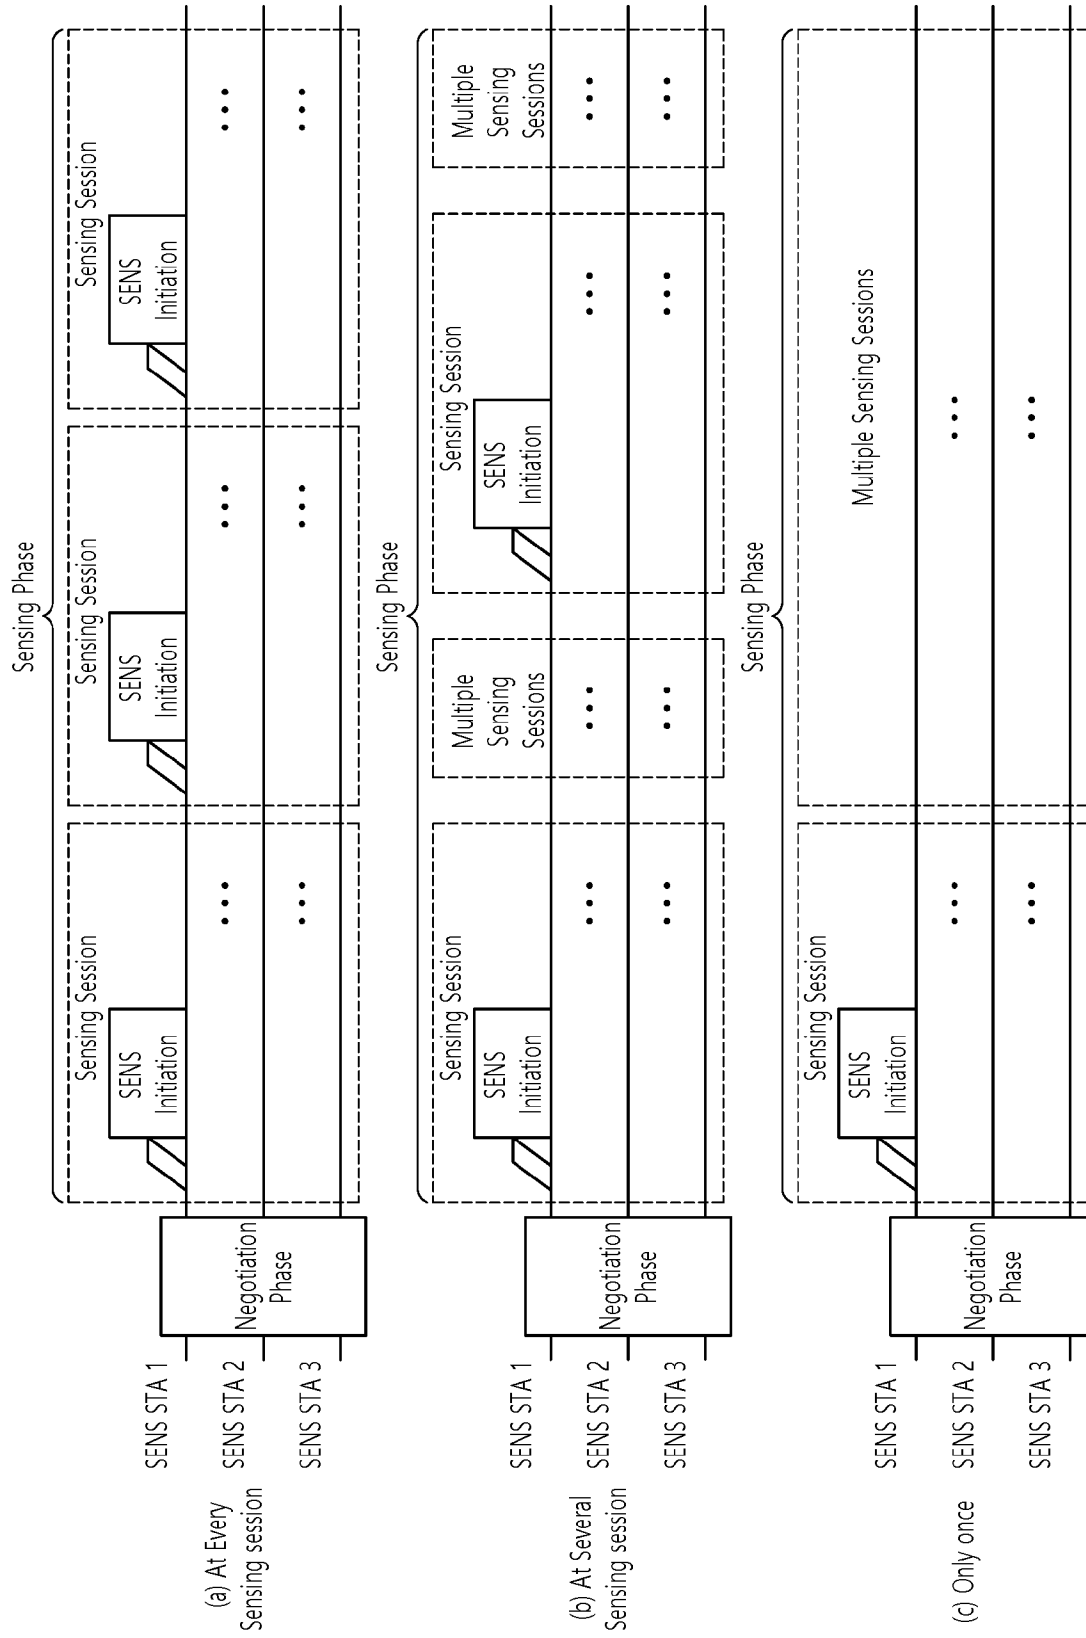 (a) At Every
Sensing session
SENS STA 1
SENS STA 2
SENS STA 3
Negotiation
Phase
Sensing Phase
Sensing Session
SENS
Initiation
Sensing Session
SENS
Initiation
Sensing Session
SENS
Initiation
(b) At Several
Sensing session
SENS STA 1
SENS STA 2
SENS STA 3
Negotiation
Phase
Sensing Phase
Sensing Session
SENS
Initiation
Multiple
Sensing
Sessions
Sensing Session
SENS
Initiation
Multiple
Sensing
Sessions
(c) Only once
SENS STA 1
SENS STA 2
SENS STA 3
Negotiation
Phase
Sensing Phase
Sensing Session
SENS
Initiation
Multiple Sensing Sessions